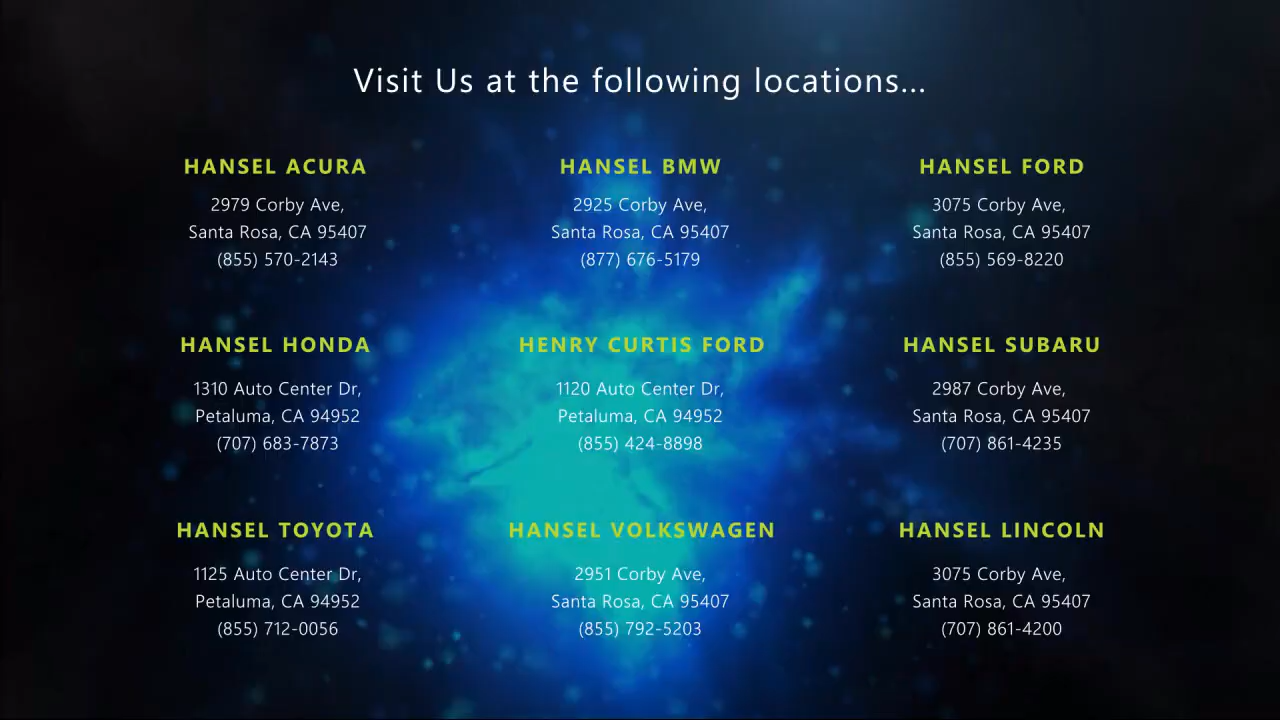 Visit Us at the following locations...
HANSEL ACURA
2979 Corby Ave,
Santa Rosa, CA 95407
(855) 570-2143
HANSEL BMW
2925 Corby Ave,
Santa Rosa, CA 95407
(877) 676-5179
HANSEL FORD
3075 Corby Ave,
Santa Rosa, CA 95407
(855) 569-8220
HANSEL HONDA
1310 Auto Center Dr,
Petaluma, CA 94952
(707) 683-7873
HENRY CURTIS FORD
1120 Auto Center Dr,
Petaluma, CA 94952
(855) 424-8898
HANSEL SUBARU
2987 Corby Ave,
Santa Rosa, CA 95407
(707) 861-4235
HANSEL TOYOTA
1125 Auto Center Dr,
Petaluma, CA 94952
(855) 712-0056
HANSEL VOLKSWAGEN
2951 Corby Ave,
Santa Rosa, CA 95407
(855) 792-5203
HANSEL LINCOLN
3075 Corby Ave,
Santa Rosa, CA 95407
(707) 861-4200